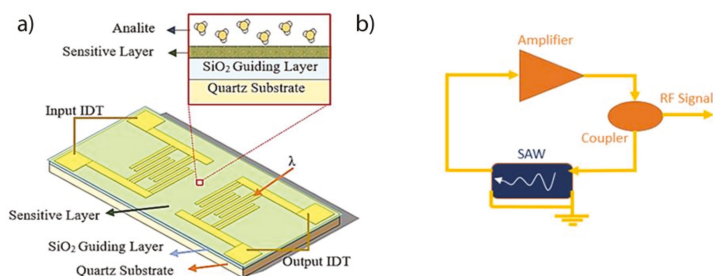 a)
Analite
Sensitive Layer
SiO₂ Guiding Layer
Quartz Substrate
Input IDT
λ
Sensitive Layer
SiO₂ Guiding Layer
Quartz Substrate
Output IDT
b)
Amplifier
RF Signal
Coupler
SAW